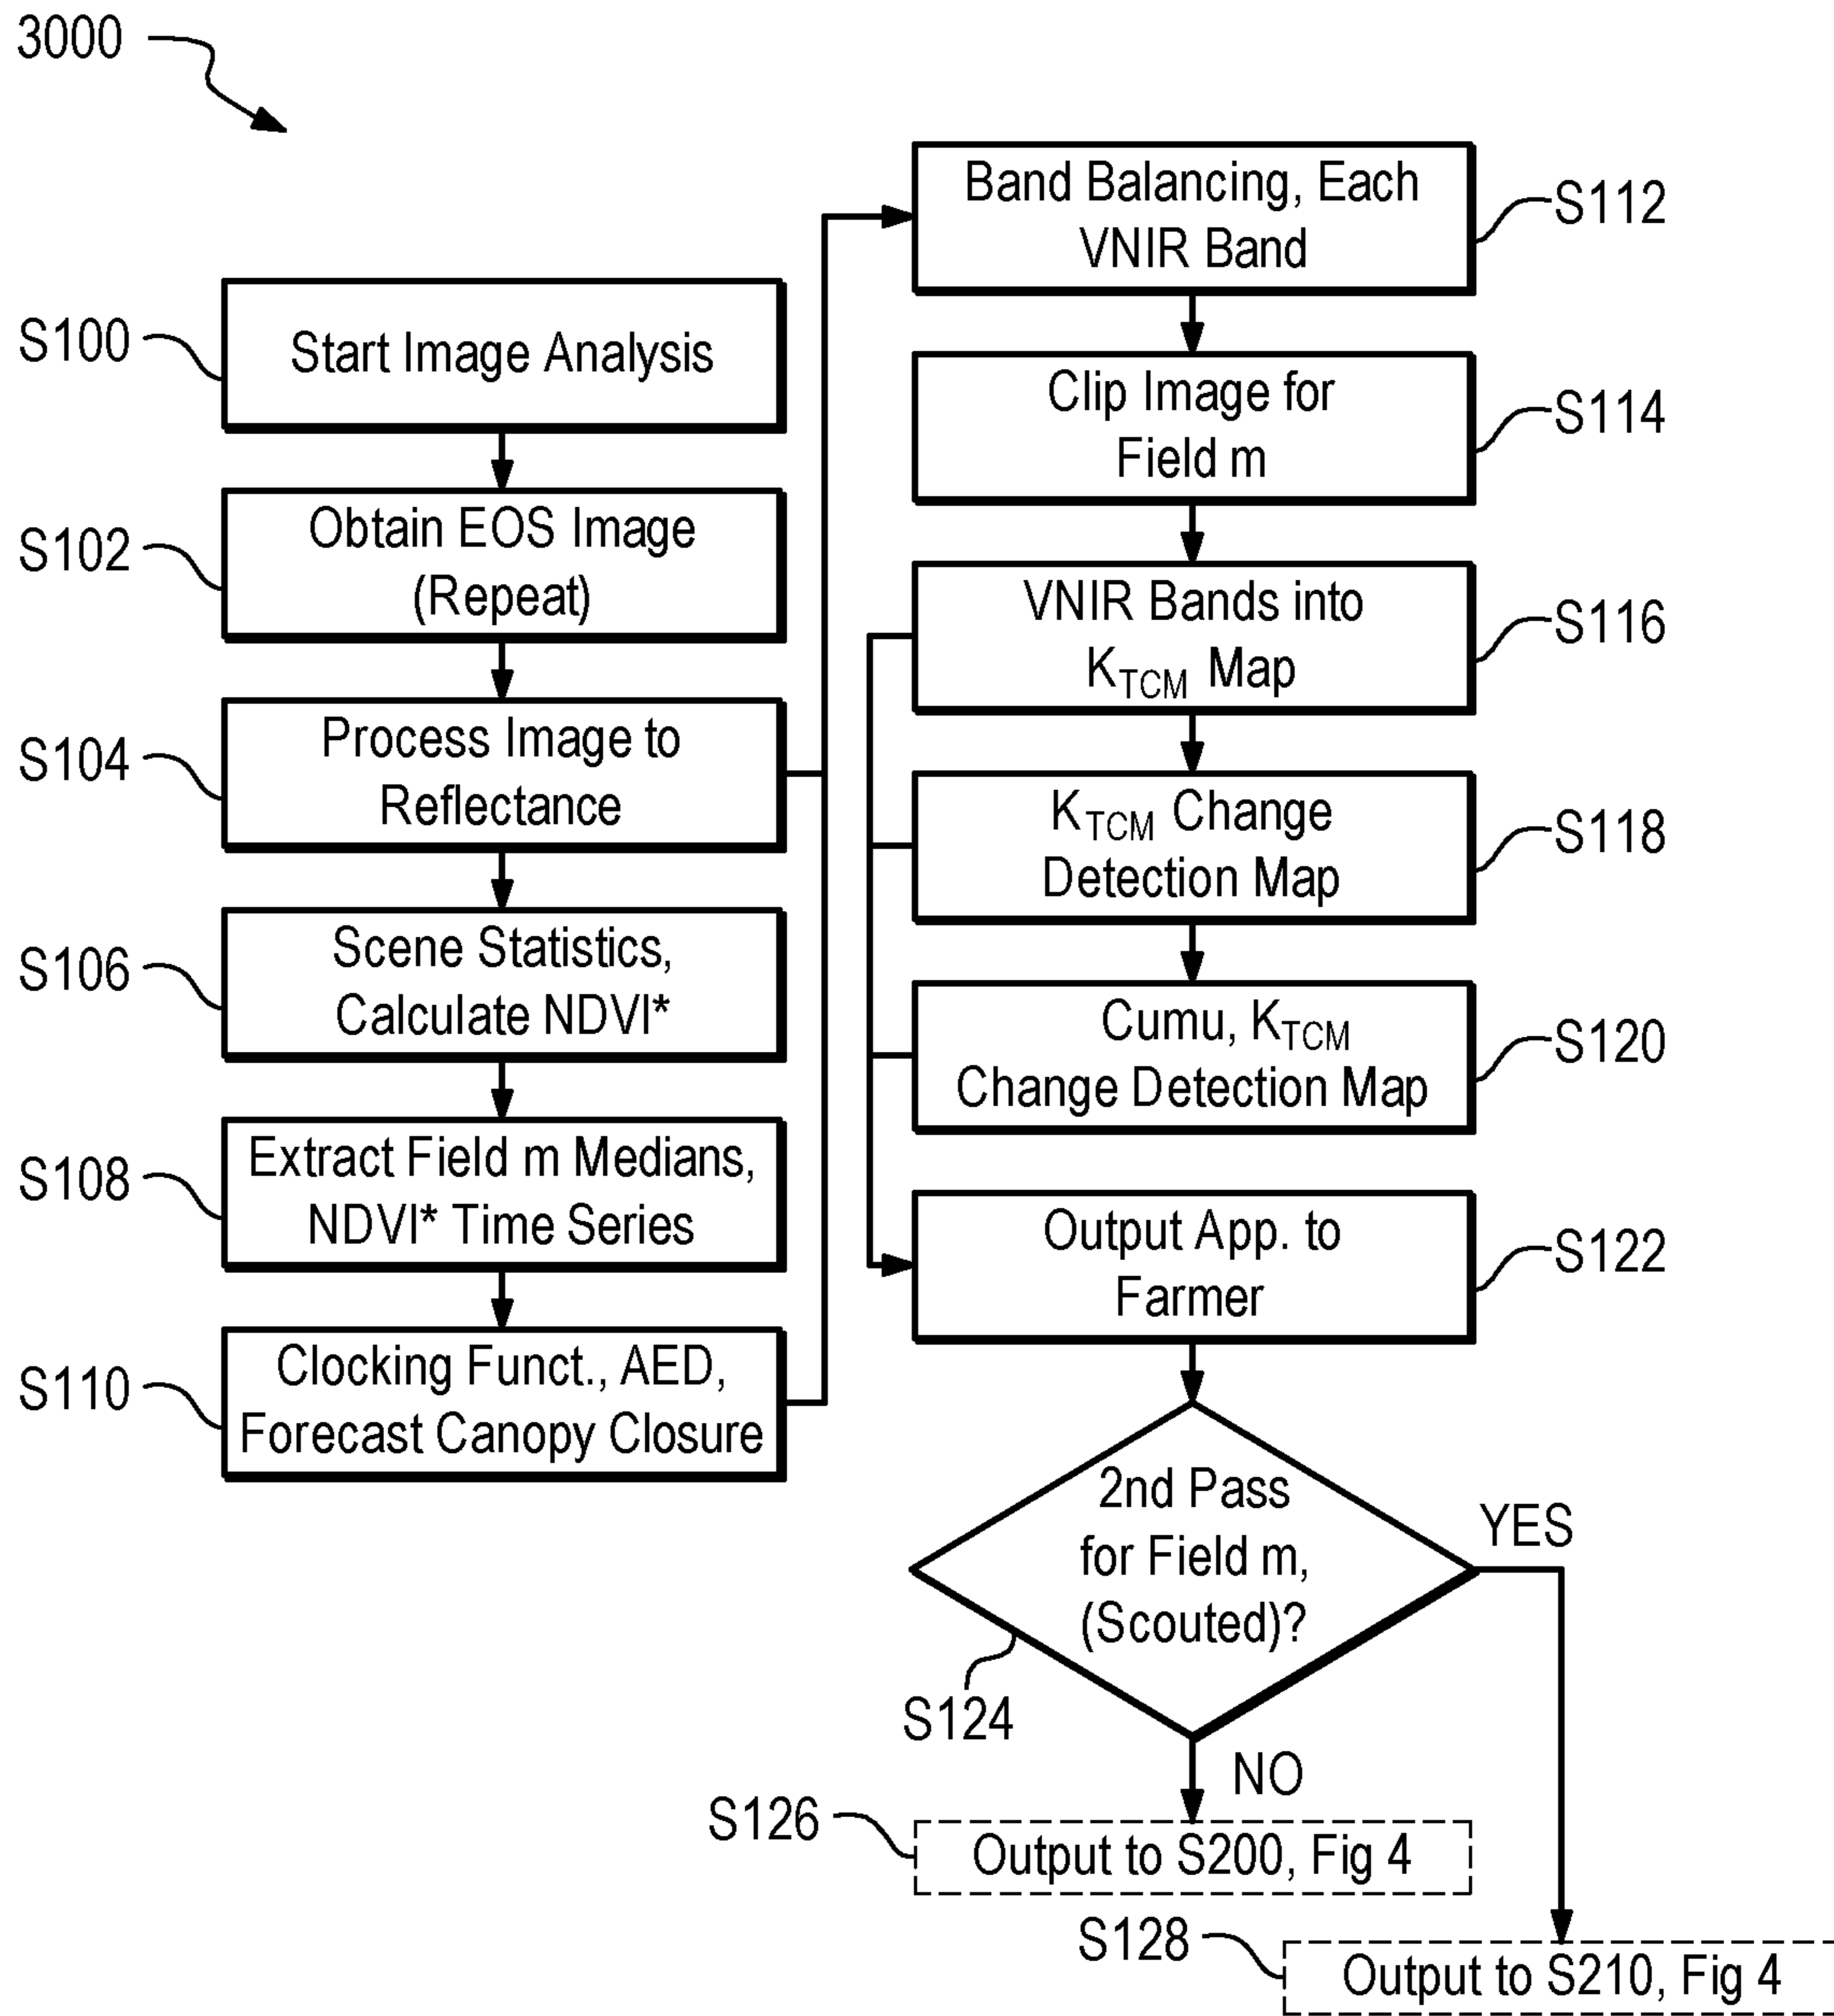 3000
S100
Start Image Analysis
S102
Obtain EOS Image
(Repeat)
S104
Process Image to
Reflectance
S106
Scene Statistics,
Calculate NDVI*
S108
Extract Field m Medians,
NDVI* Time Series
S110
Clocking Funct., AED,
Forecast Canopy Closure
Band Balancing, Each
VNIR Band
S112
Clip Image for
Field m
S114
VNIR Bands into
KTCM Map
S116
KTCM Change
Detection Map
S118
Cumu, KTCM
Change Detection Map
S120
Output App. to
Farmer
S122
2nd Pass
for Field m,
(Scouted)?
S124
YES
NO
S126
Output to S200, Fig 4
S128
Output to S210, Fig 4